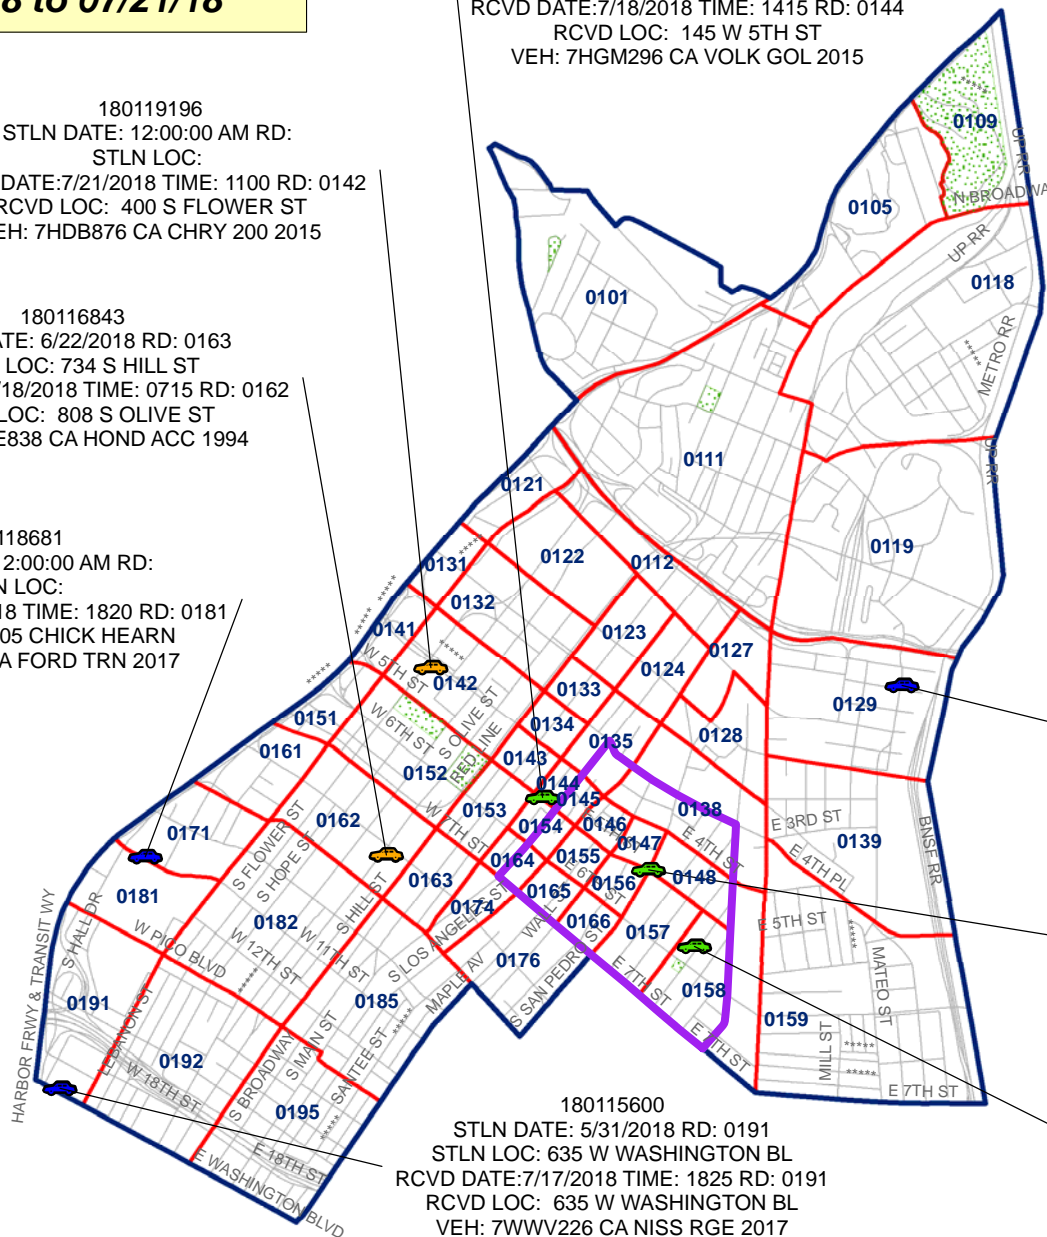 8 to 07/21/18
RCVD DATE:7/18/2018 TIME: 1415 RD: 0144
RCVD LOC: 145 W 5TH ST
VEH: 7HGM296 CA VOLK GOL 2015
180119196
STLN DATE: 12:00:00 AM RD:
STLN LOC:
DATE:7/21/2018 TIME: 1100 RD: 0142
RCVD LOC: 400 S FLOWER ST
EH: 7HDB876 CA CHRY 200 2015
180116843
ATE: 6/22/2018 RD: 0163
LOC: 734 S HILL ST
/18/2018 TIME: 0715 RD: 0162
LOC: 808 S OLIVE ST
E838 CA HOND ACC 1994
118681
2:00:00 AM RD:
N LOC:
18 TIME: 1820 RD: 0181
05 CHICK HEARN
A FORD TRN 2017
180115600
STLN DATE: 5/31/2018 RD: 0191
STLN LOC: 635 W WASHINGTON BL
RCVD DATE:7/17/2018 TIME: 1825 RD: 0191
RCVD LOC: 635 W WASHINGTON BL
VEH: 7WWV226 CA NISS RGE 2017
*****
0109
UP RR
N BROADWA
0105
UP RR
0118
0101
*****
METRO RR
0111
UP RR
0121
0119
*****
0131
0122
0112
*****
0132
*****
0141
0123
0127
*****
W 5TH ST
0142
0124
0133
0129
*****
0151
W 6TH ST
S OLIVE ST
RED LINE
0134
0135
0128
0161
0152
0143
0144
0145
0138
0153
0154
0146
0147
E 3RD ST
E 4TH ST
0139
BNSF RR
0171
S FLOWER ST
0162
W 7TH ST
0164
0155
E 6TH ST
0156
0148
E 4TH PL
S HOPE ST
0163
0165
WALL ST
0181
0174
0166
0157
E 5TH ST
*****
S HALL DR
0182
S HILL ST
S LOS ANGELES ST
W PICO BLVD
W 12TH ST
W 11TH ST
0176
S SAN PEDRO ST
E 7TH ST
MATEO ST
HARBOR FRWY & TRANSIT WY
0191
LEBANON ST
*****
0185
MAPLE AV
0158
0159
0192
W 18TH ST
S BROADWAY
S MAIN ST
SANTEE ST
*****
E 7TH ST
MILL ST
*****
*****
E 7TH ST
0195
*****
E 18TH ST
E WASHINGTON BLVD